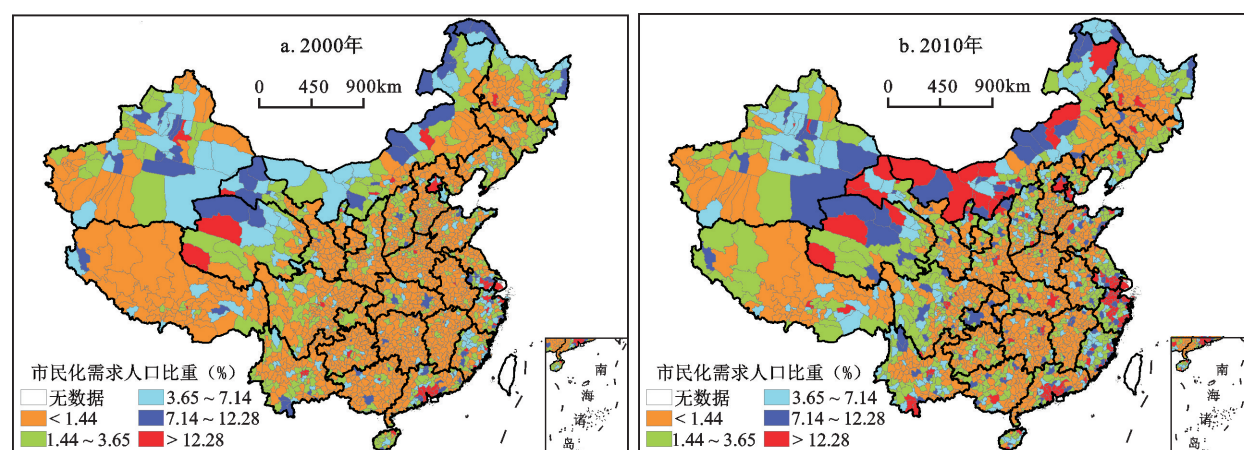 a. 2000年
0 450 900km
市民化需求人口比重（%）
无数据
< 1.44
1.44～3.65
3.65～7.14
7.14～12.28
> 12.28
南
海
诸
岛
b. 2010年
0 450 900km
市民化需求人口比重（%）
无数据
< 1.44
1.44～3.65
3.65～7.14
7.14～12.28
> 12.28
南
海
诸
岛